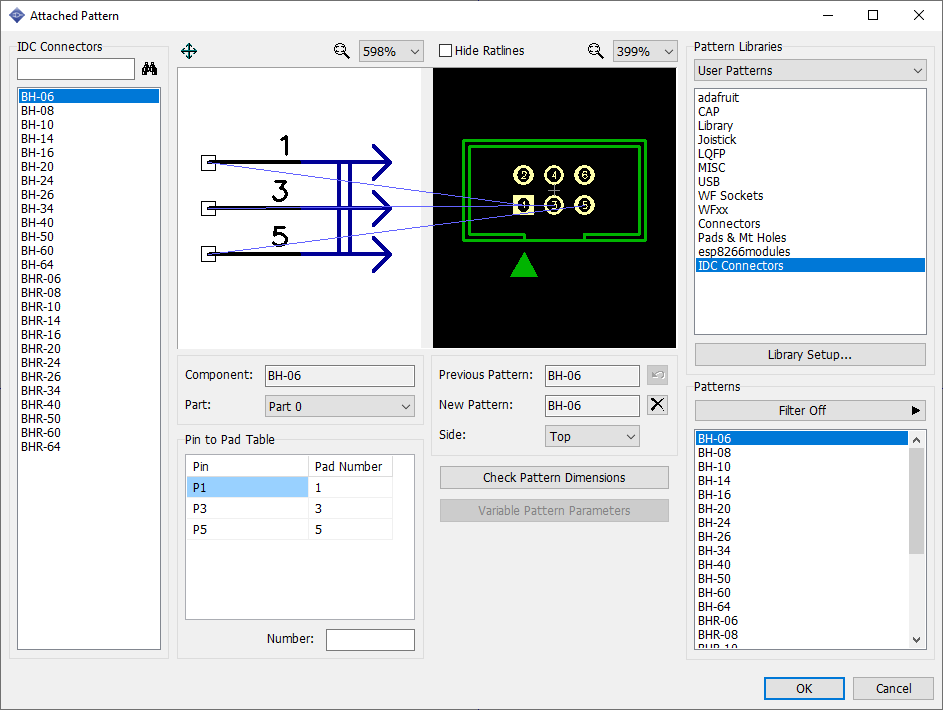 Attached Pattern
IDC Connectors
BH-06
BH-08
BH-10
BH-14
BH-16
BH-20
BH-24
BH-26
BH-34
BH-40
BH-50
BH-60
BH-64
BHR-06
BHR-08
BHR-10
BHR-14
BHR-16
BHR-20
BHR-24
BHR-26
BHR-34
BHR-40
BHR-50
BHR-60
BHR-64
598%
Hide Ratlines
399%
1
3
5
2 4 6
1 3 5
Component: BH-06
Part: Part 0
Pin to Pad Table
Pin Pad Number
P1 1
P3 3
P5 5
Number:
Previous Pattern: BH-06
New Pattern: BH-06
Side: Top
Check Pattern Dimensions
Variable Pattern Parameters
Pattern Libraries
User Patterns
adafruit
CAP
Library
Joistick
LQFP
MISC
USB
WF Sockets
WFxx
Connectors
Pads & Mt Holes
esp8266modules
IDC Connectors
Library Setup...
Patterns
Filter Off
BH-06
BH-08
BH-10
BH-14
BH-16
BH-20
BH-24
BH-26
BH-34
BH-40
BH-50
BH-60
BH-64
BHR-06
BHR-08
BHR-10
OK
Cancel